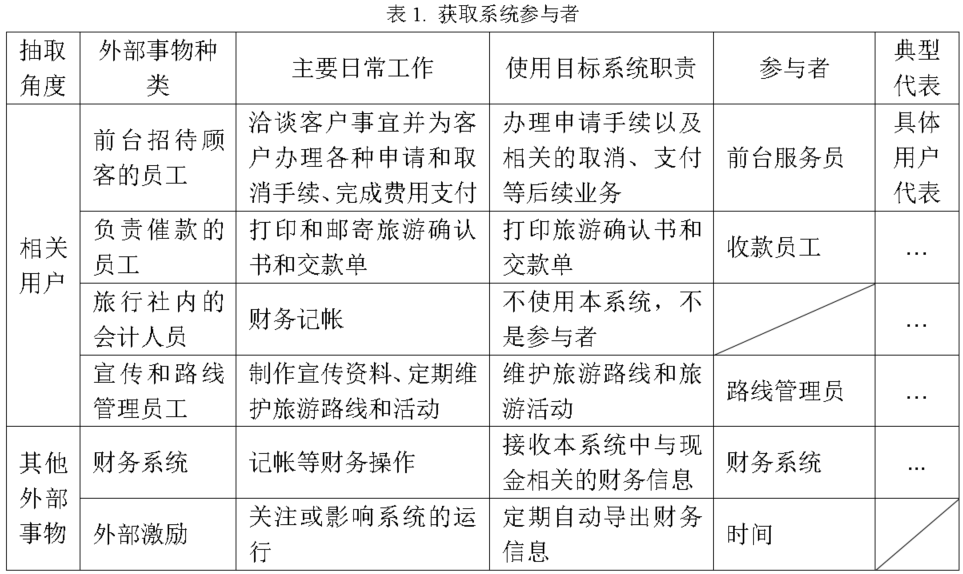 表1. 获取系统参与者
抽取
角度
外部事物种
类
主要日常工作
使用目标系统职责
参与者
典型
代表
相关
用户
前台招待顾
客的员工
洽谈客户事宜并为客
户办理各种申请和取
消手续、完成费用支付
办理申请手续以及
相关的取消、支付
等后续业务
前台服务员
具体
用户
代表
负责催款的
员工
打印和邮寄旅游确认
书和交款单
打印旅游确认书和
交款单
收款员工
…
旅行社内的
会计人员
财务记帐
不使用本系统，不
是参与者
…
宣传和路线
管理员工
制作宣传资料、定期维
护旅游路线和活动
维护旅游路线和旅
游活动
路线管理员
…
其他
外部
事物
财务系统
记帐等财务操作
接收本系统中与现
金相关的财务信息
财务系统
...
外部激励
关注或影响系统的运
行
定期自动导出财务
信息
时间